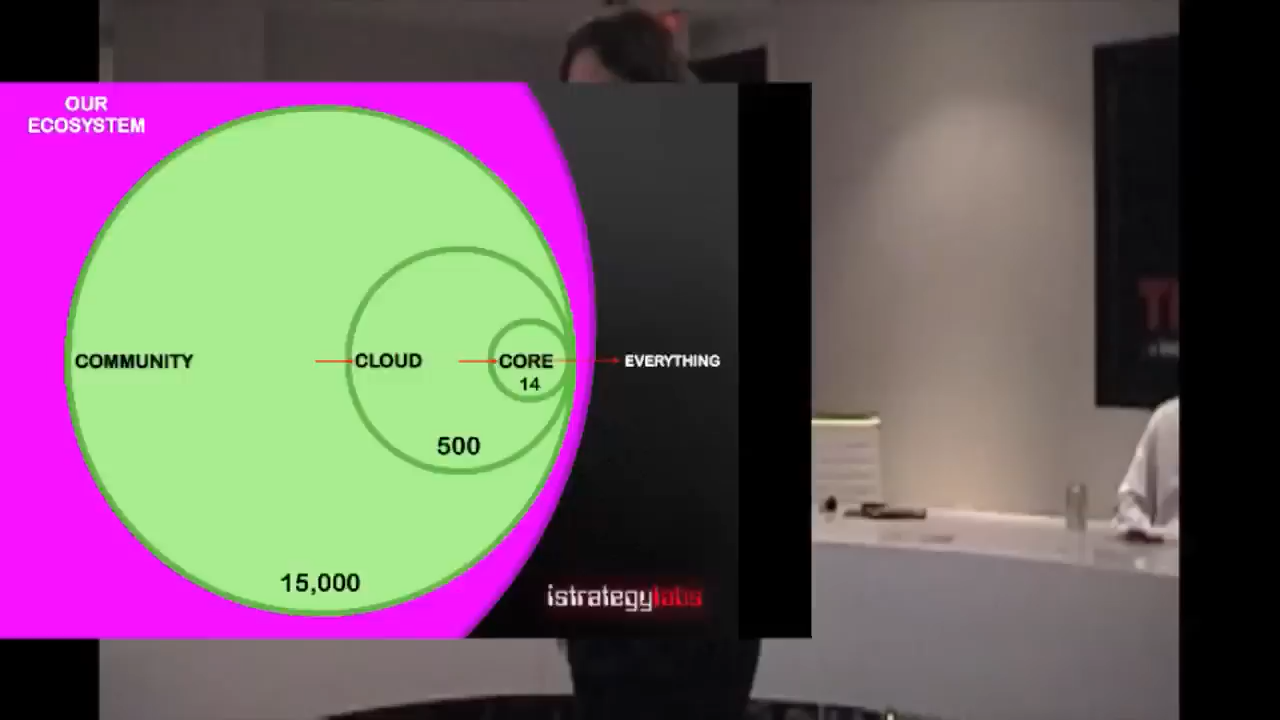 OUR
ECOSYSTEM
COMMUNITY
CLOUD
CORE
EVERYTHING
14
500
15,000
istrategylabs